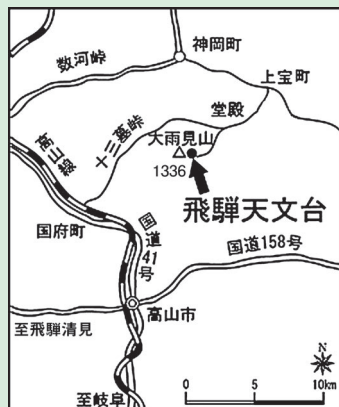 数河峠
神岡町
上宝町
堂殿
十三墓峠
大雨見山
1336
高山線
飛騨天文台
国府町
国道41号
国道158号
高山市
至飛騨清見
至岐阜
N
0 5 10km